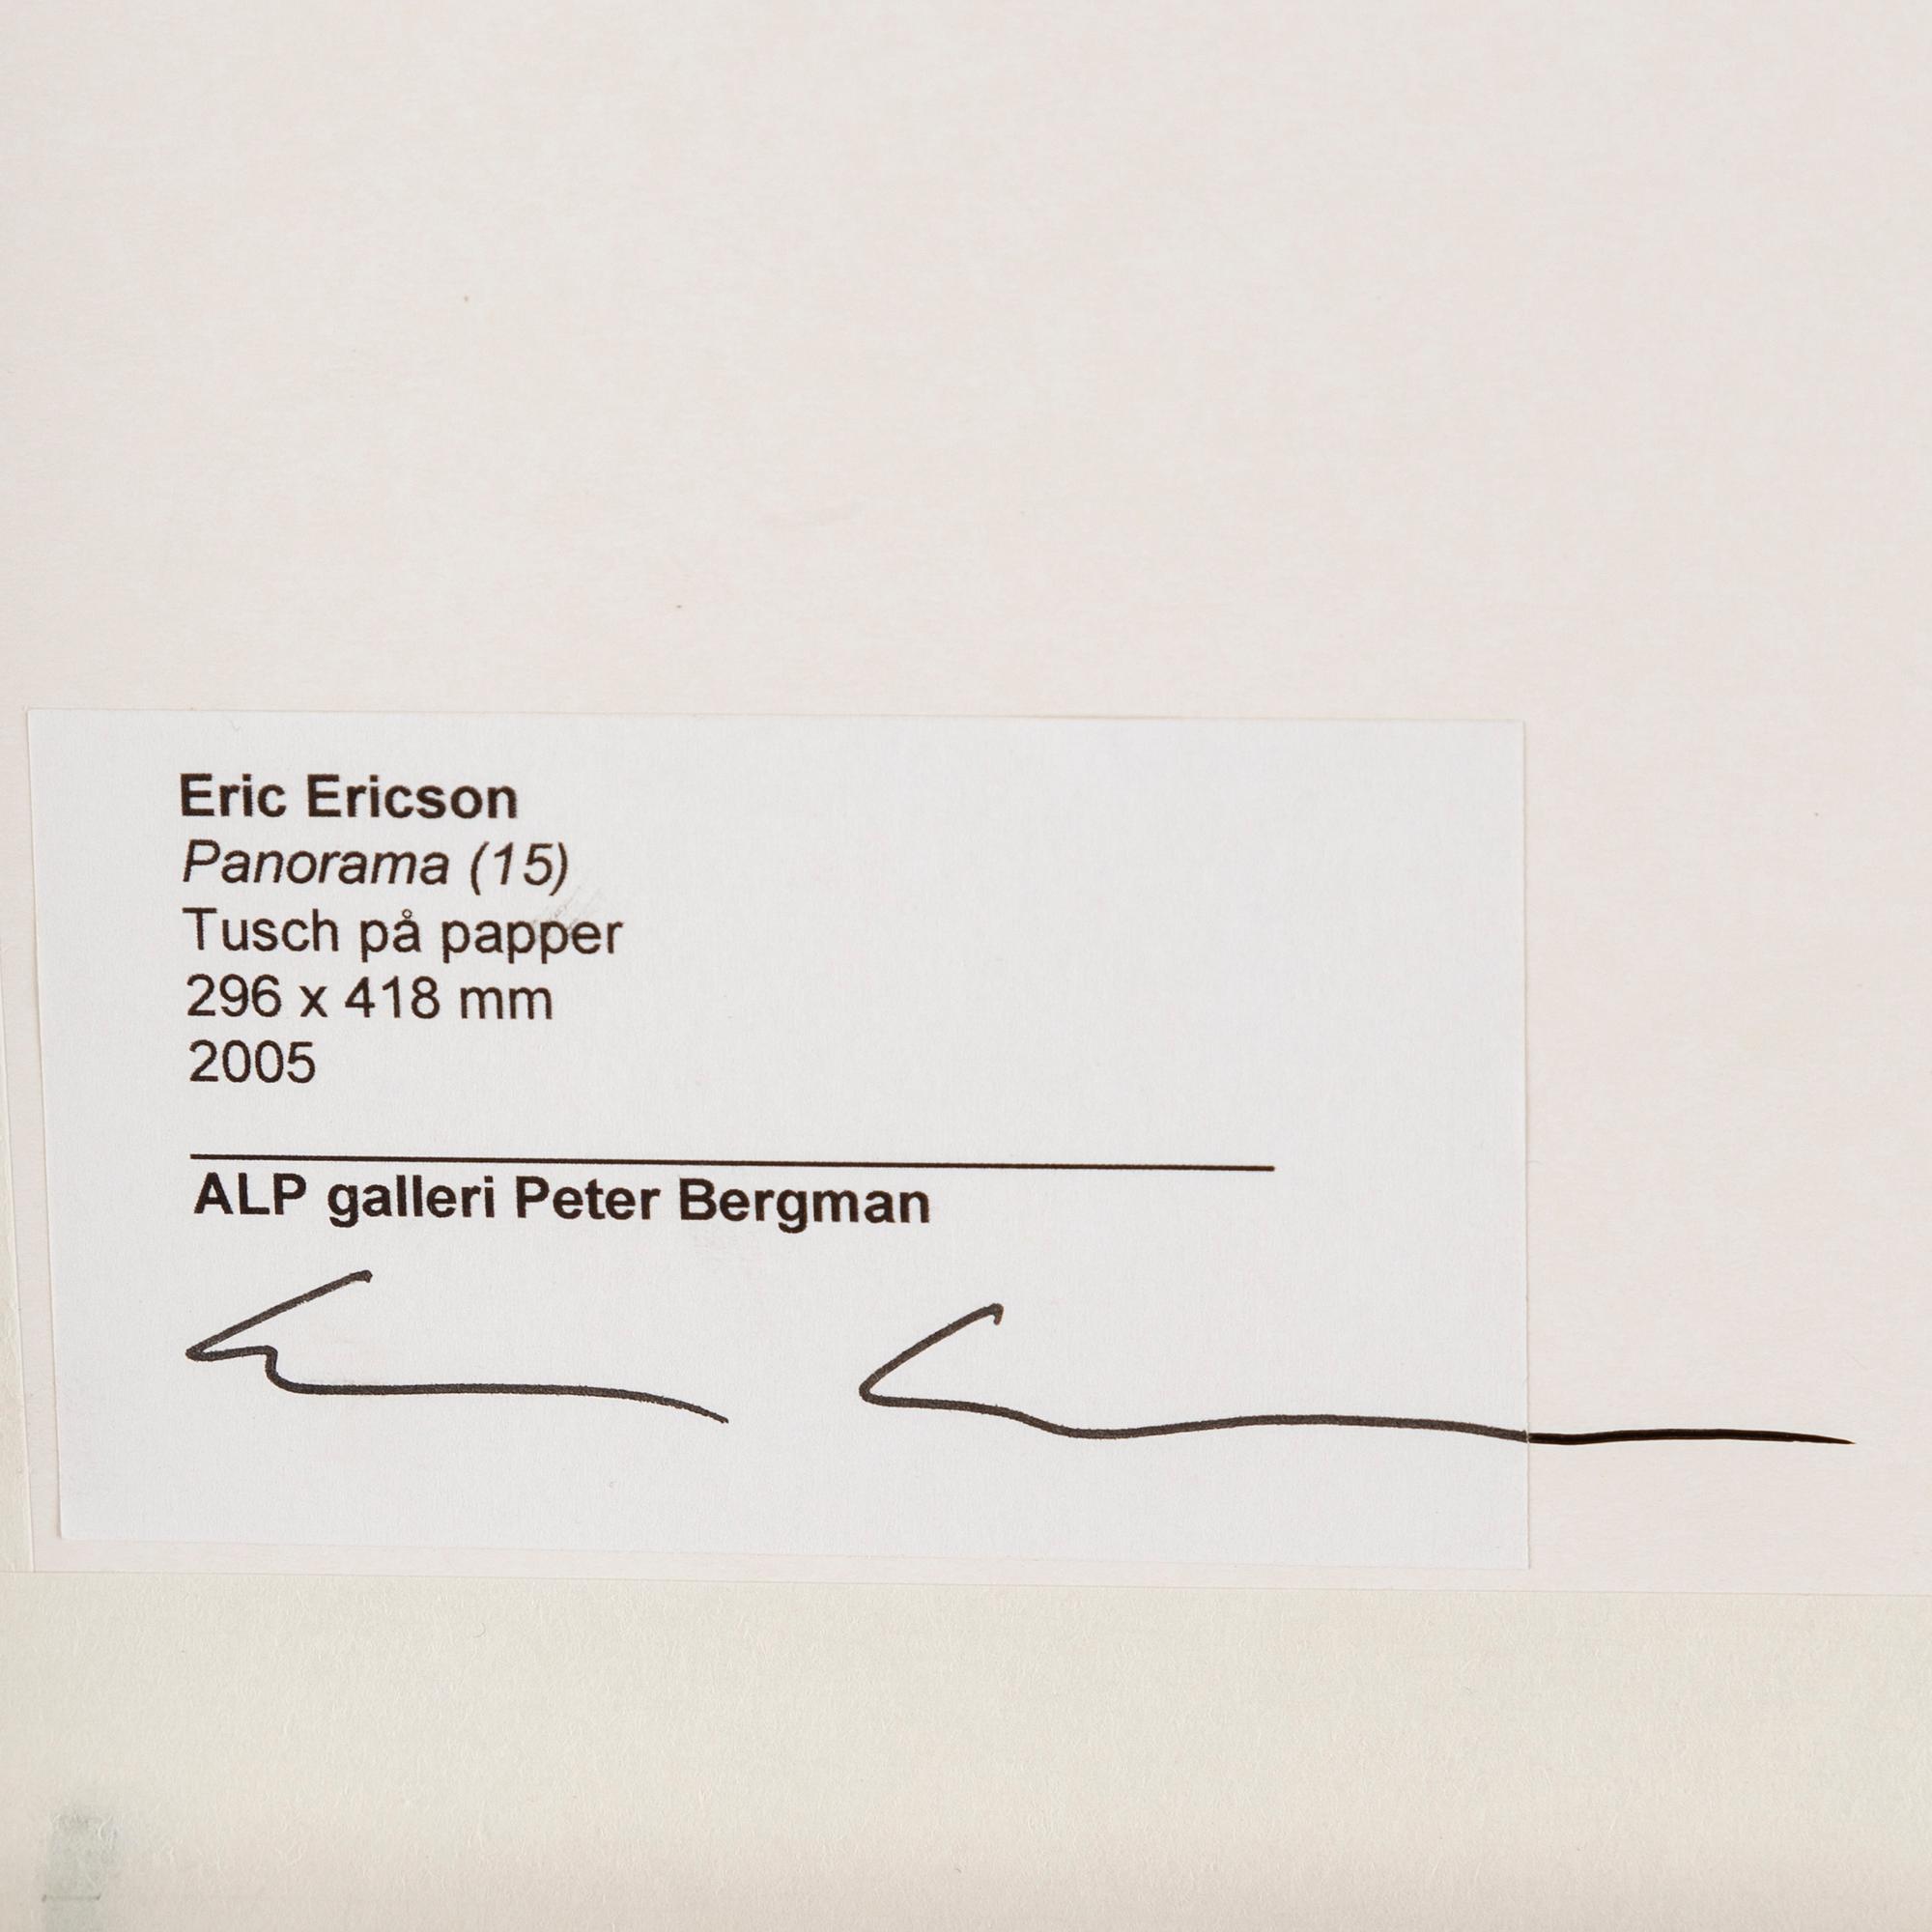 Eric Ericson
Panorama (15)
Tusch på papper
296 x 418 mm
2005
ALP galleri Peter Bergman